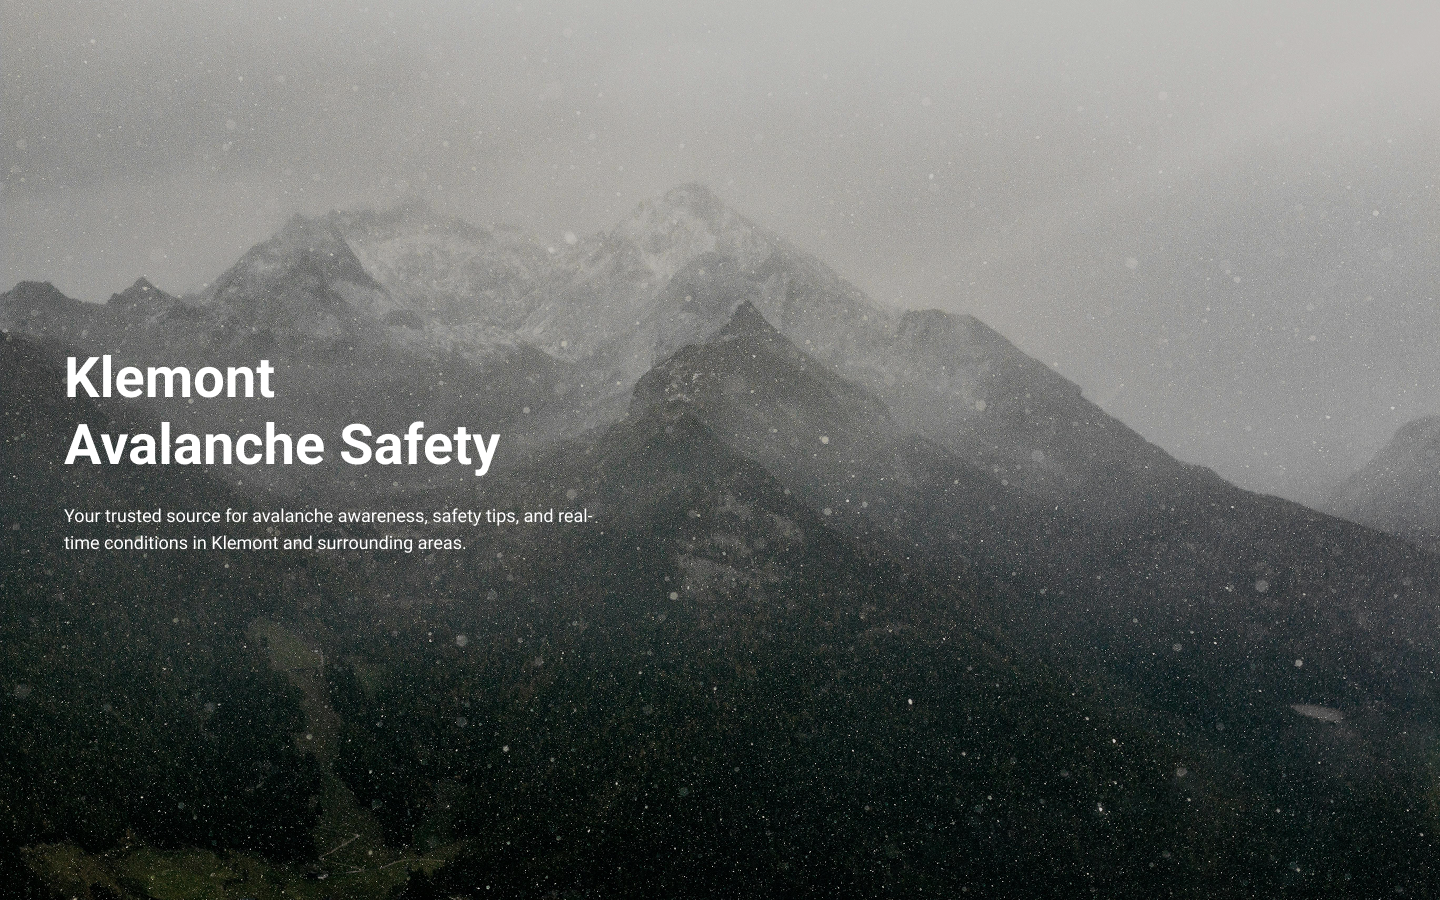 Klemont
Avalanche Safety
Your trusted source for avalanche awareness, safety tips, and real-
time conditions in Klemont and surrounding areas.